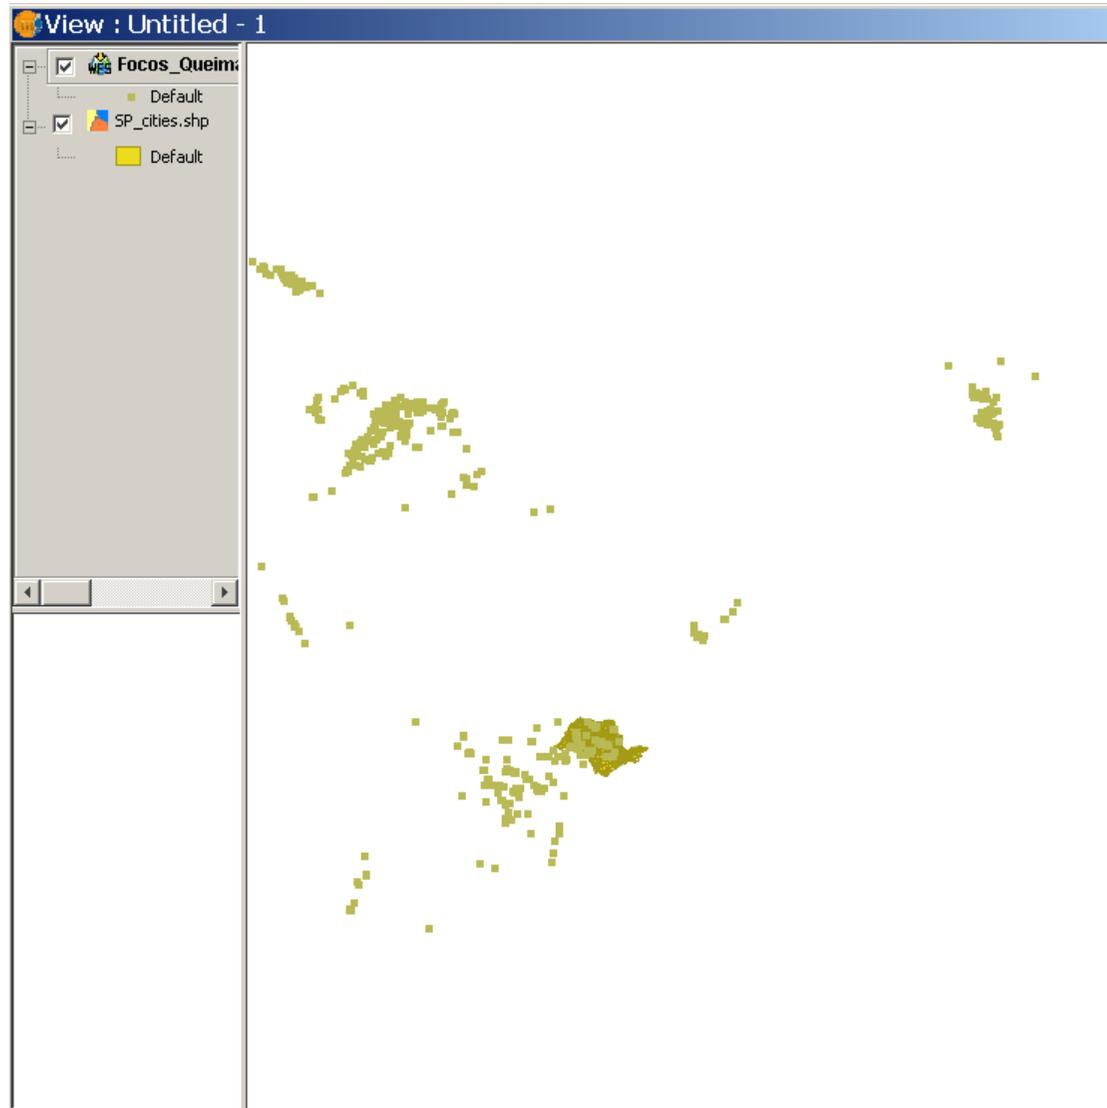 View : Untitled - 1
Focos_Queima
Default
SP_cities.shp
Default